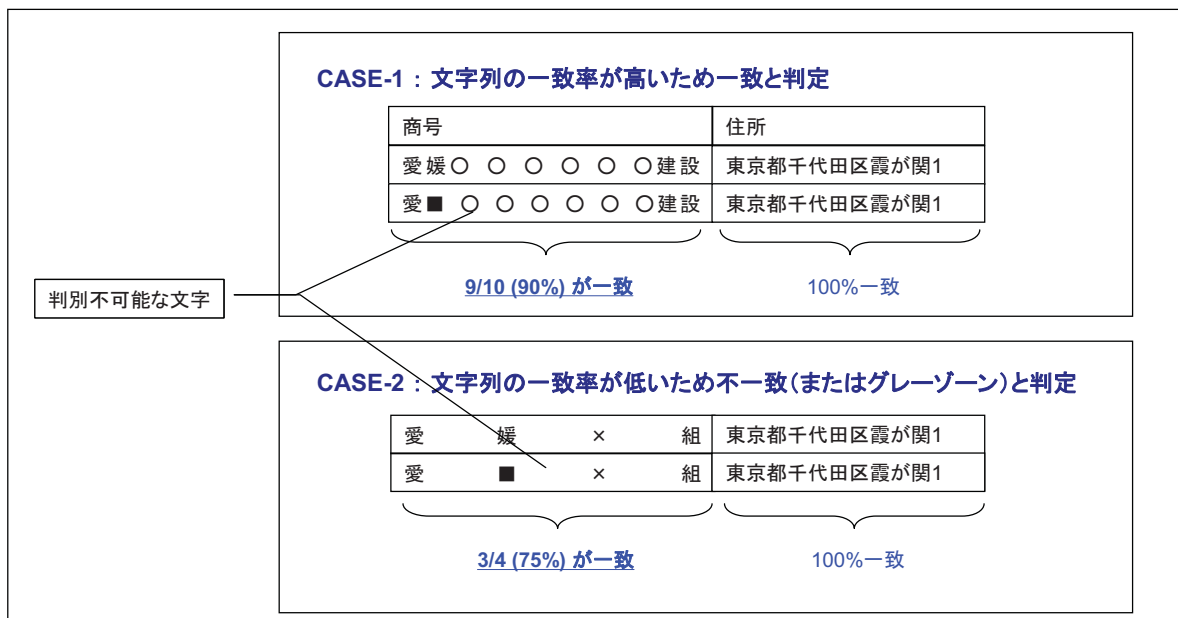 CASE-1 : 文字列の一致率が高いため一致と判定
商号 住所
愛媛○ ○ ○ ○ ○ ○建設 東京都千代田区霞が関1
愛■ ○ ○ ○ ○ ○ ○建設 東京都千代田区霞が関1
9/10 (90%) が一致 100%一致
判別不可能な文字
CASE-2 : 文字列の一致率が低いため不一致(またはグレーゾーン)と判定
愛 媛 × 組 東京都千代田区霞が関1
愛 ■ × 組 東京都千代田区霞が関1
3/4 (75%) が一致 100%一致